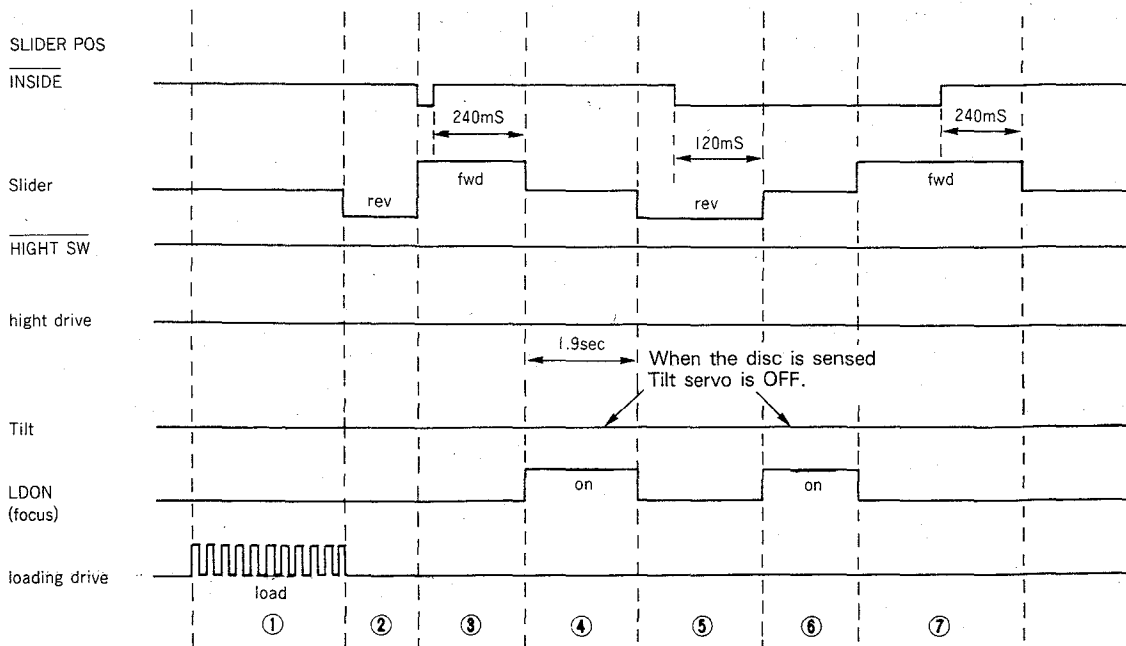 SLIDER POS
INSIDE
240mS
240mS
120mS
Slider
rev
fwd
rev
fwd
HIGHT SW
hight drive
1.9sec
When the disc is sensed
Tilt servo is OFF.
Tilt
LDON
(focus)
on
on
loading drive
load
① ② ③ ④ ⑤ ⑥ ⑦